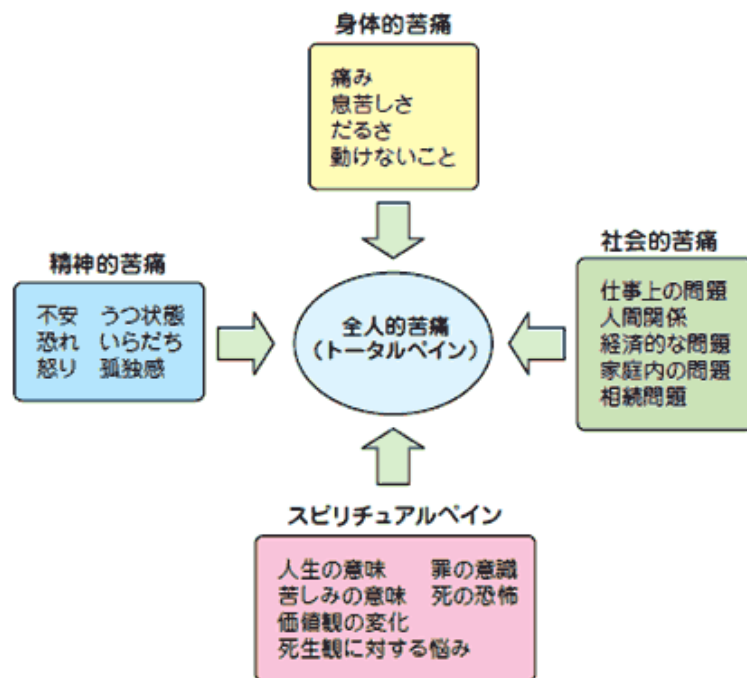 身体的苦痛
痛み
息苦しさ
だるさ
動けないこと
精神的苦痛
不安　うつ状態
恐れ　いらだち
怒り　孤独感
全人的苦痛
（トータルペイン）
社会的苦痛
仕事上の問題
人間関係
経済的な問題
家庭内の問題
相続問題
スピリチュアルペイン
人生の意味　罪の意識
苦しみの意味　死の恐怖
価値観の変化
死生観に対する悩み